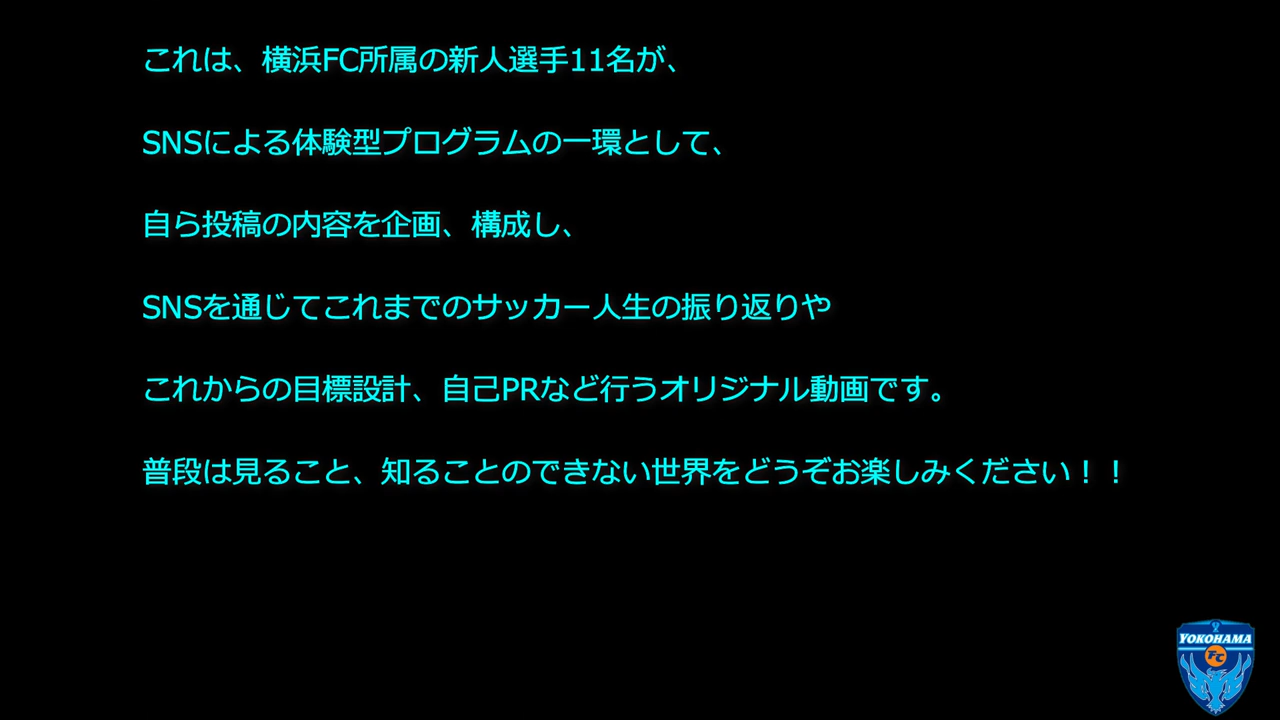 これは、横浜FC所属の新人選手11名が、
SNSによる体験型プログラムの一環として、
自ら投稿の内容を企画、構成し、
SNSを通じてこれまでのサッカー人生の振り返りや
これからの目標設計、自己PRなど行うオリジナル動画です。
普段は見ること、知ることのできない世界をどうぞお楽しみください！！
YOKOHAMA
FC